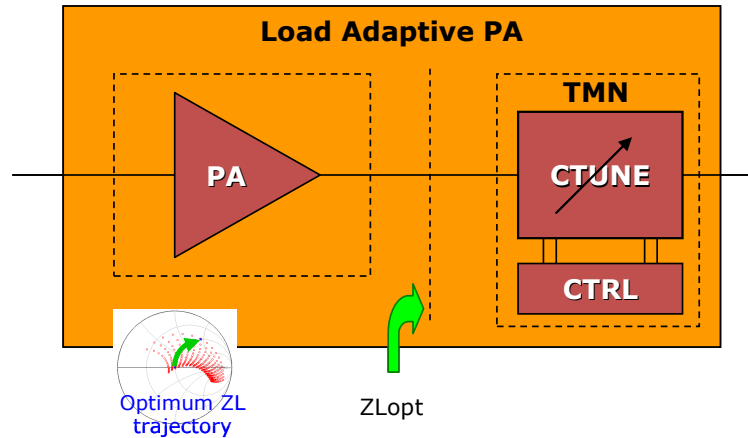 Load Adaptive PA
TMN
PA
CTUNE
CTRL
Optimum ZL
trajectory
ZLopt